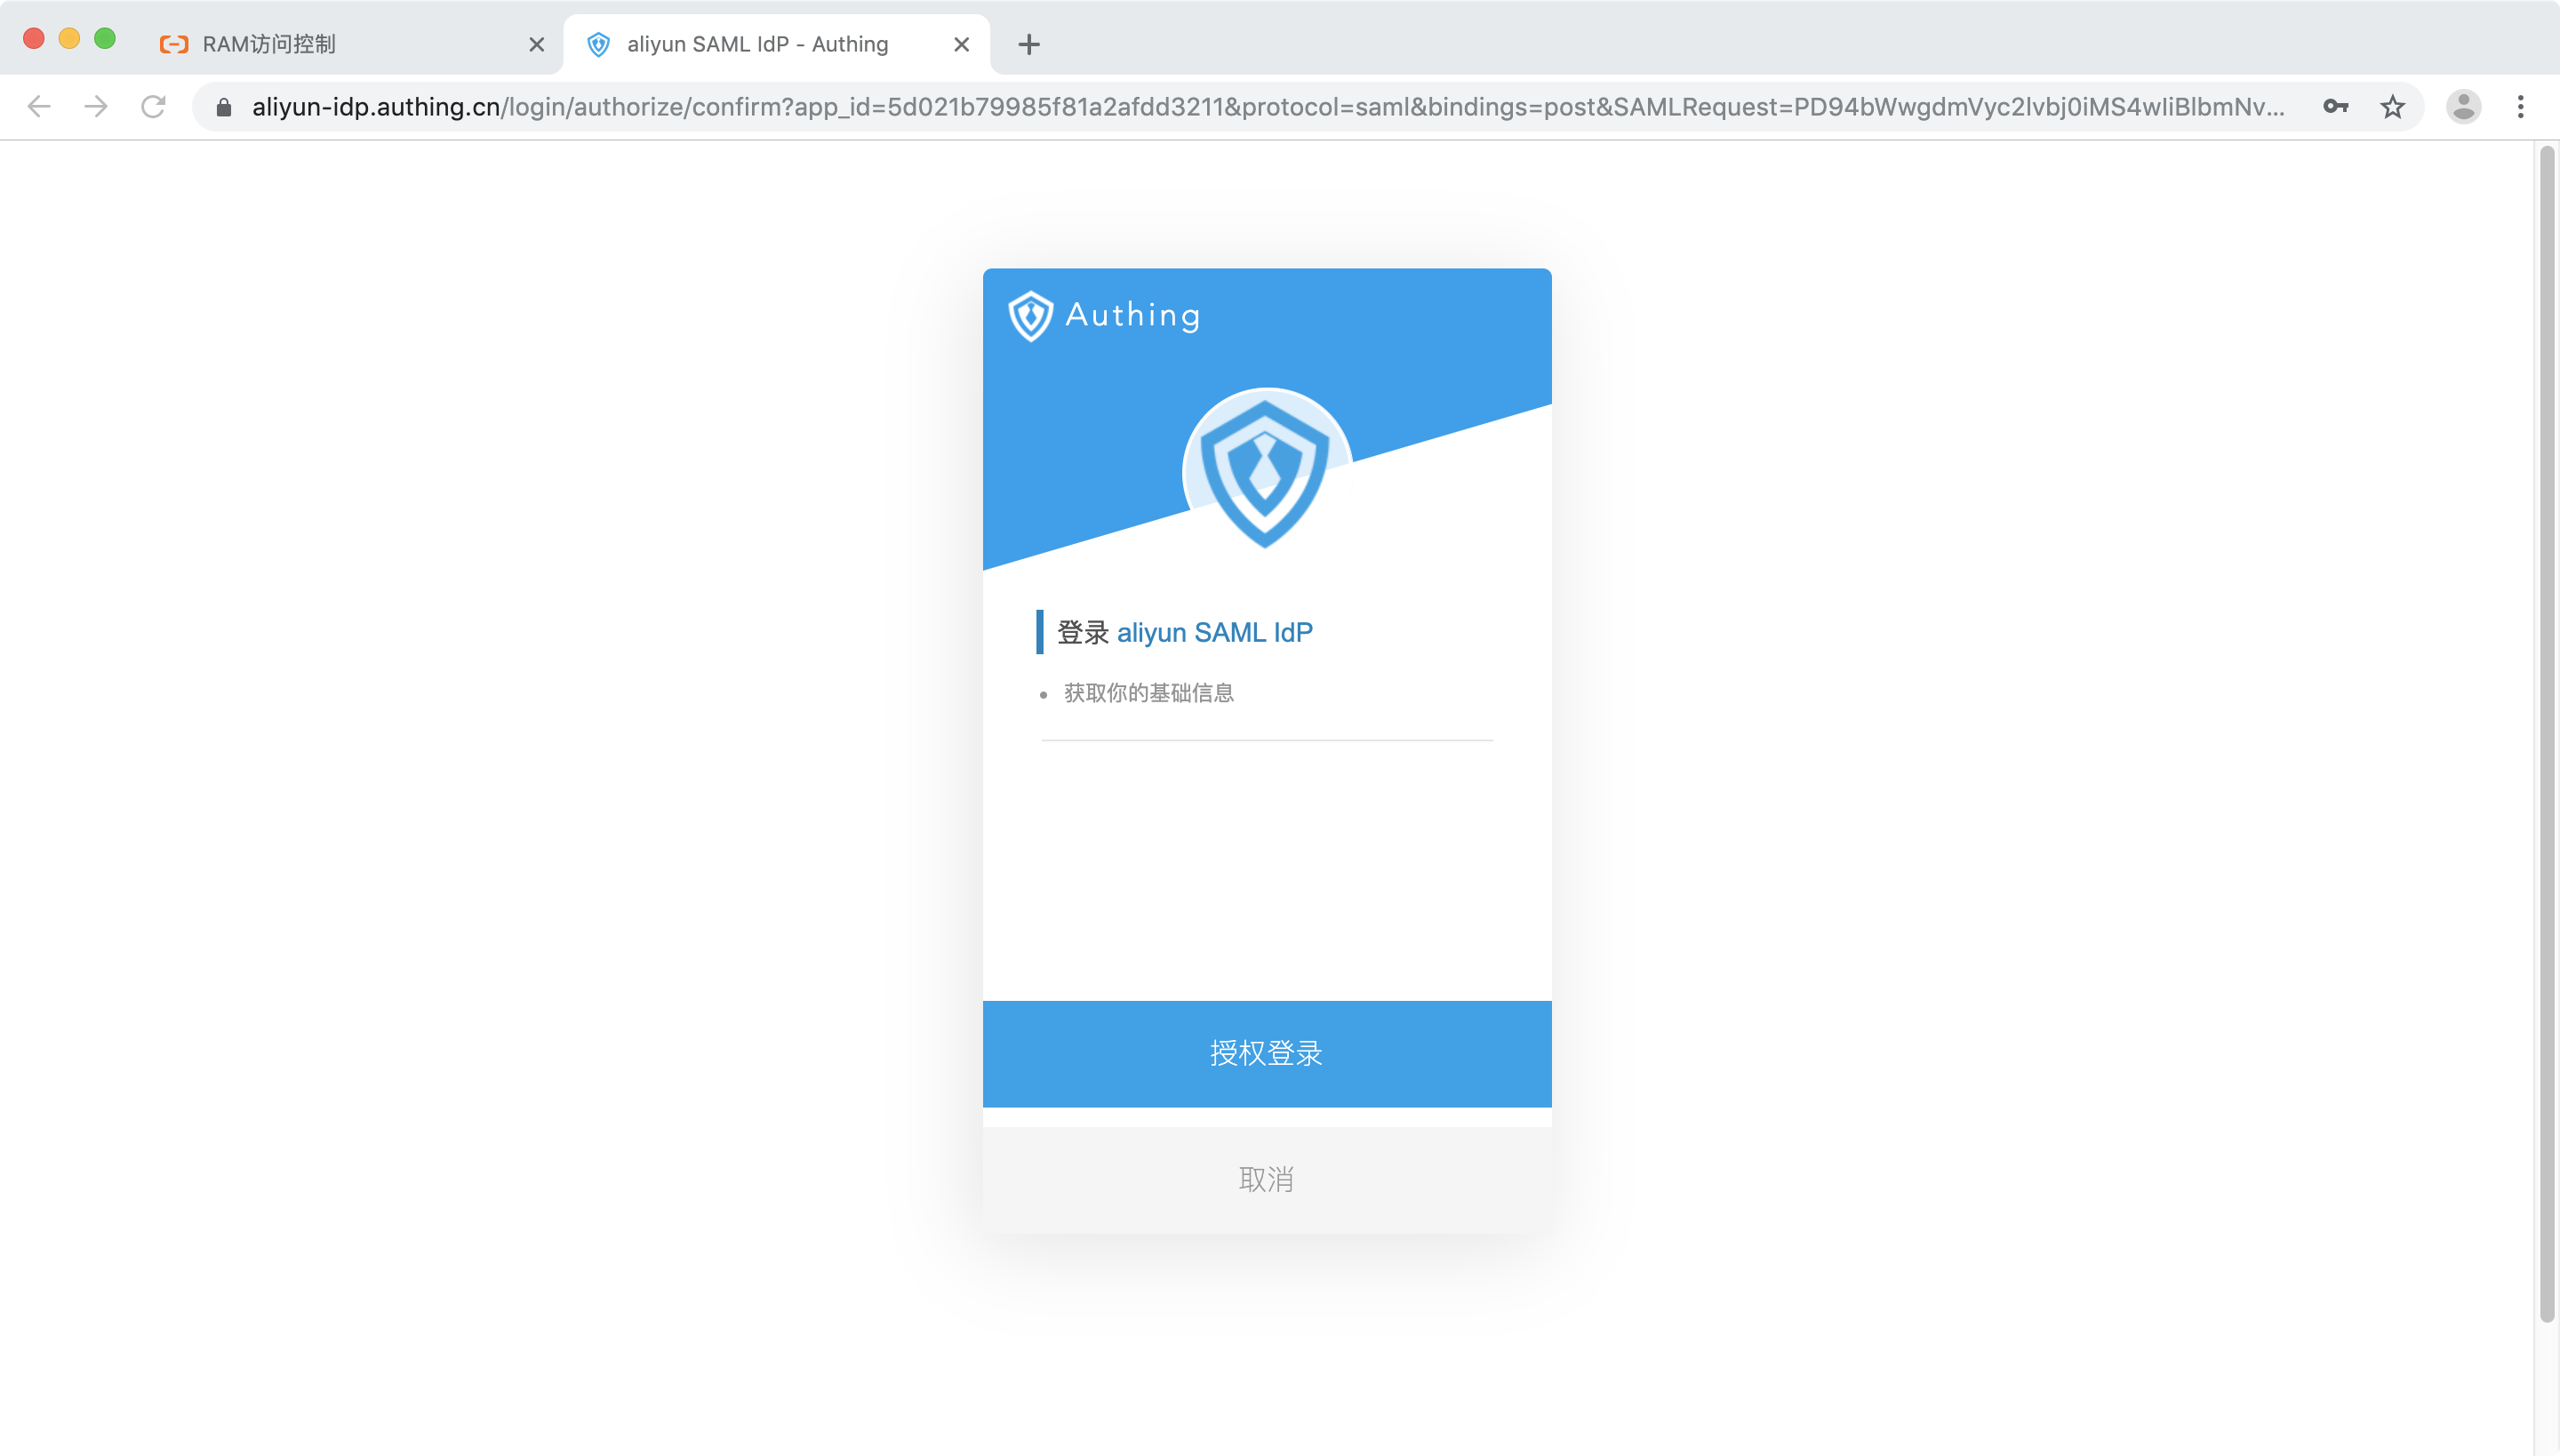 RAM访问控制
aliyun SAML IdP - Authing
aliyun-idp.authing.cn/login/authorize/confirm?app_id=5d021b79985f81a2afdd3211&protocol=saml&bindings=post&SAMLRequest=PD94bWwgdmVyc2lvbj0iMS4wIiBlbmNv...
Authing
登录 aliyun SAML IdP
• 获取你的基础信息
授权登录
取消